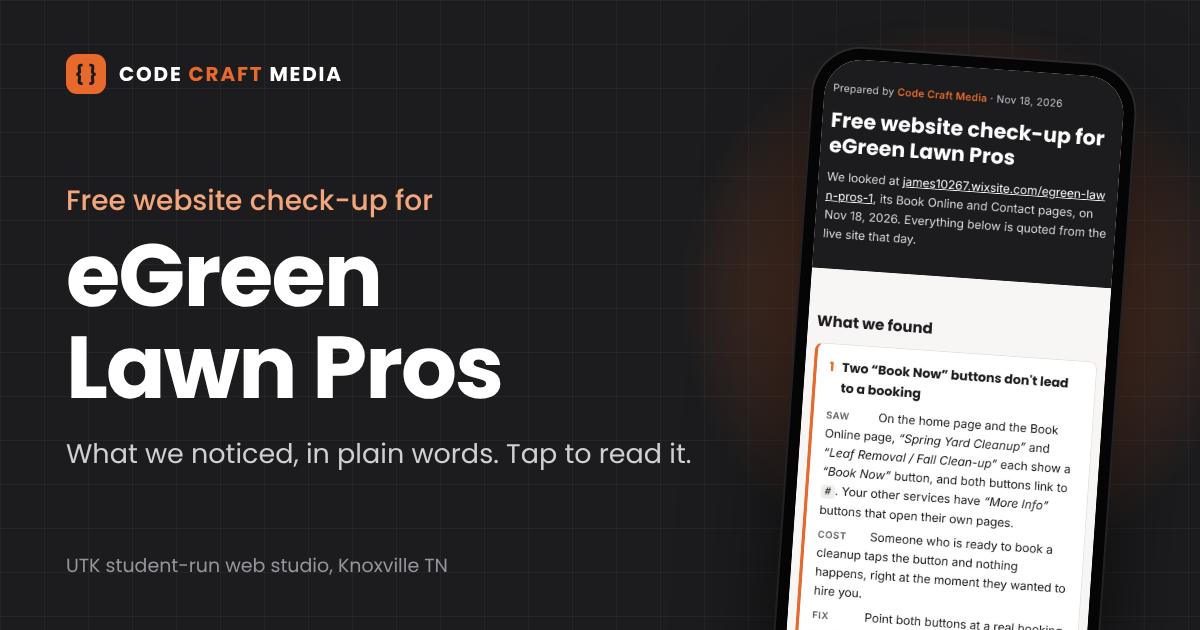 { } CODE CRAFT MEDIA
Free website check-up for
eGreen
Lawn Pros
What we noticed, in plain words. Tap to read it.
UTK student-run web studio, Knoxville TN
Prepared by Code Craft Media · Nov 18, 2026
Free website check-up for
eGreen Lawn Pros
We looked at james10267.wixsite.com/egreen-law
n-pros-1, its Book Online and Contact pages, on
Nov 18, 2026. Everything below is quoted from the
live site that day.
What we found
1 Two “Book Now” buttons don't lead
to a booking
SAW On the home page and the Book
Online page, “Spring Yard Cleanup” and
“Leaf Removal / Fall Clean-up” each show a
“Book Now” button, and both buttons link to
#. Your other services have “More Info”
buttons that open their own pages.
COST Someone who is ready to book a
cleanup taps the button and nothing
happens, right at the moment they wanted to
hire you.
FIX Point both buttons at a real booking